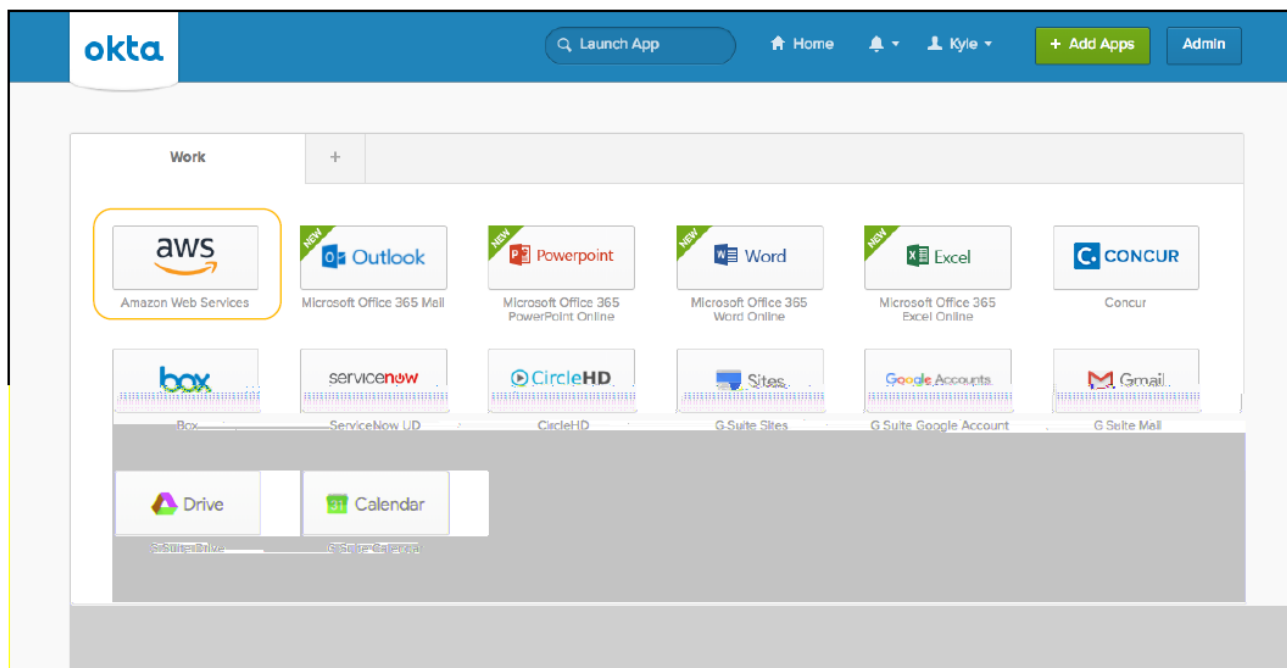 okta
Launch App
Home
Kyle
+ Add Apps
Admin
Work
+
aws
NEW Outlook
NEW Powerpoint
NEW Word
NEW Excel
C. CONCUR
Amazon Web Services
Microsoft Office 365 Mail
Microsoft Office 365
PowerPoint Online
Microsoft Office 365
Word Online
Microsoft Office 365
Excel Online
Concur
box
servicenow
CircleHD
Sites
Google Accounts
Gmail
Box
ServiceNow UD
CircleHD
G Suite Sites
G Suite Google Account
G Suite Mail
Drive
31 Calendar
G Suite Drive